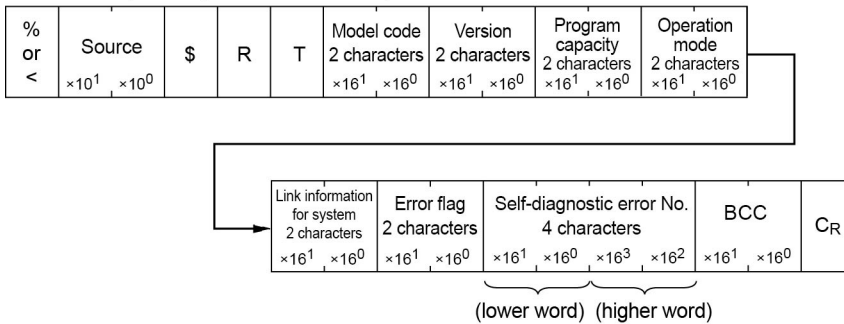 %
or
<
Source
×10¹ ×10⁰
$
R
T
Model code
2 characters
×16¹ ×16⁰
Version
2 characters
×16¹ ×16⁰
Program
capacity
2 characters
×16¹ ×16⁰
Operation
mode
2 characters
×16¹ ×16⁰
Link information
for system
2 characters
×16¹ ×16⁰
Error flag
2 characters
×16¹ ×16⁰
Self-diagnostic error No.
4 characters
×16¹ ×16⁰ ×16³ ×16²
BCC
×16¹ ×16⁰
CR
(lower word) (higher word)